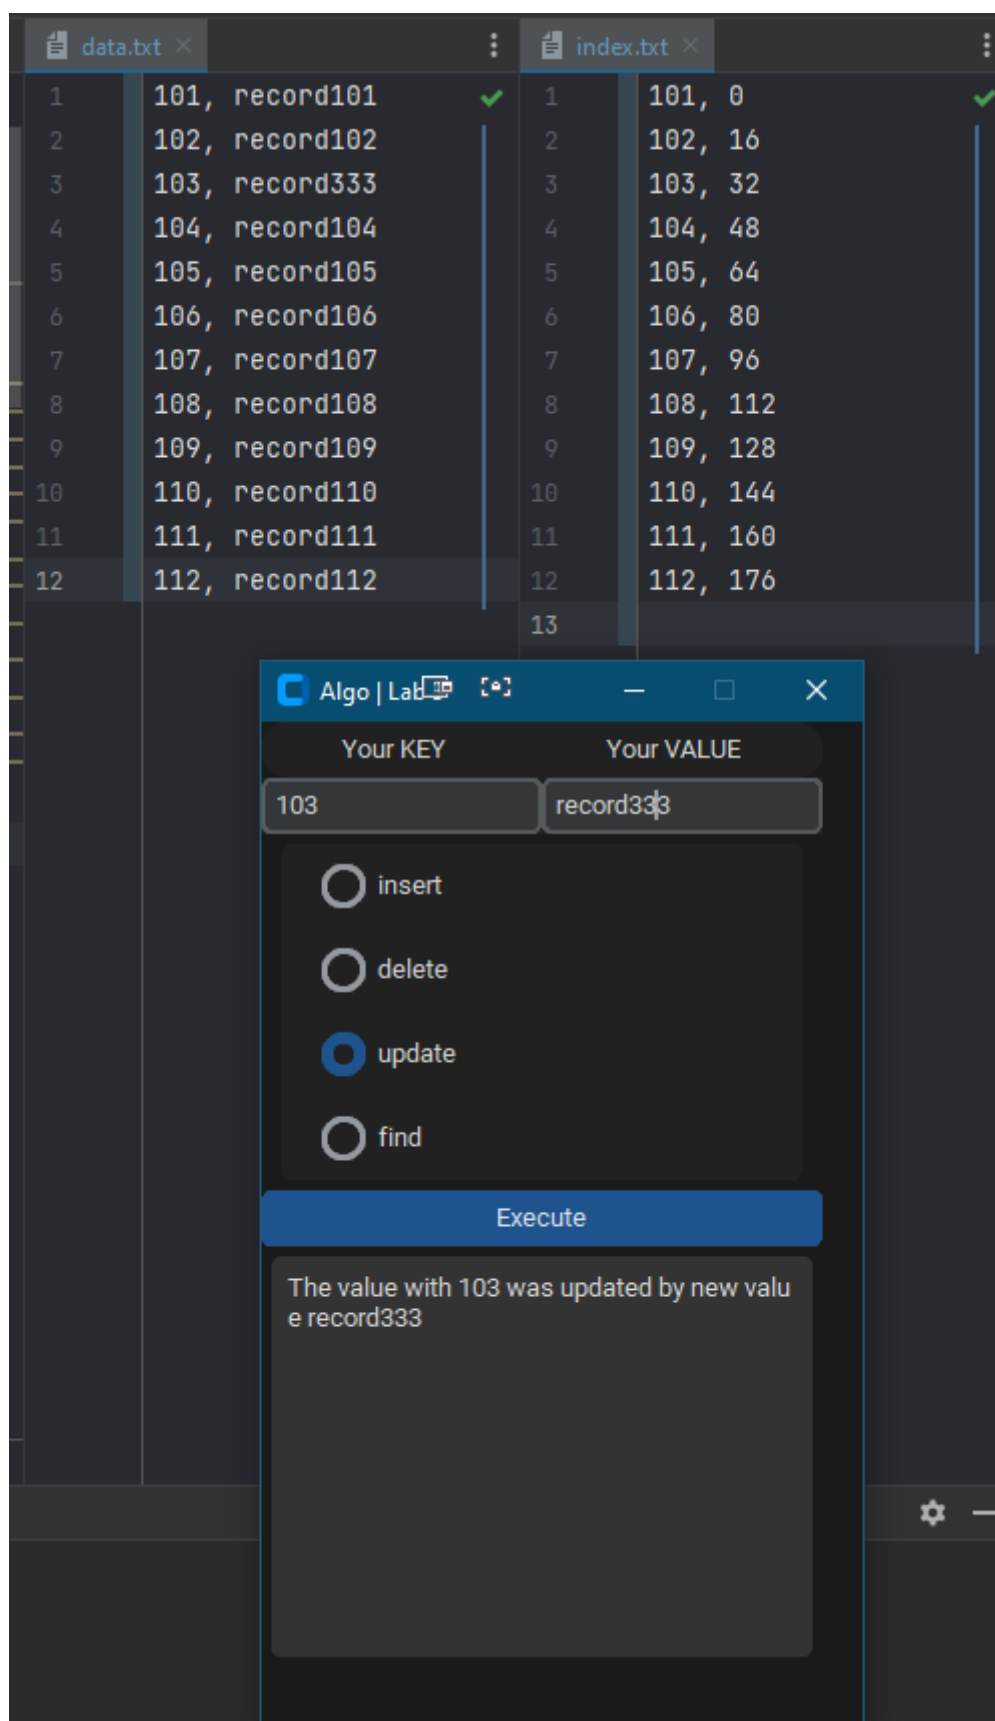 data.txt
1 101, record101
2 102, record102
3 103, record333
4 104, record104
5 105, record105
6 106, record106
7 107, record107
8 108, record108
9 109, record109
10 110, record110
11 111, record111
12 112, record112
index.txt
1 101, 0
2 102, 16
3 103, 32
4 104, 48
5 105, 64
6 106, 80
7 107, 96
8 108, 112
9 109, 128
10 110, 144
11 111, 160
12 112, 176
13
Algo | Lab
Your KEY Your VALUE
103 record333
insert
delete
update
find
Execute
The value with 103 was updated by new valu
e record333